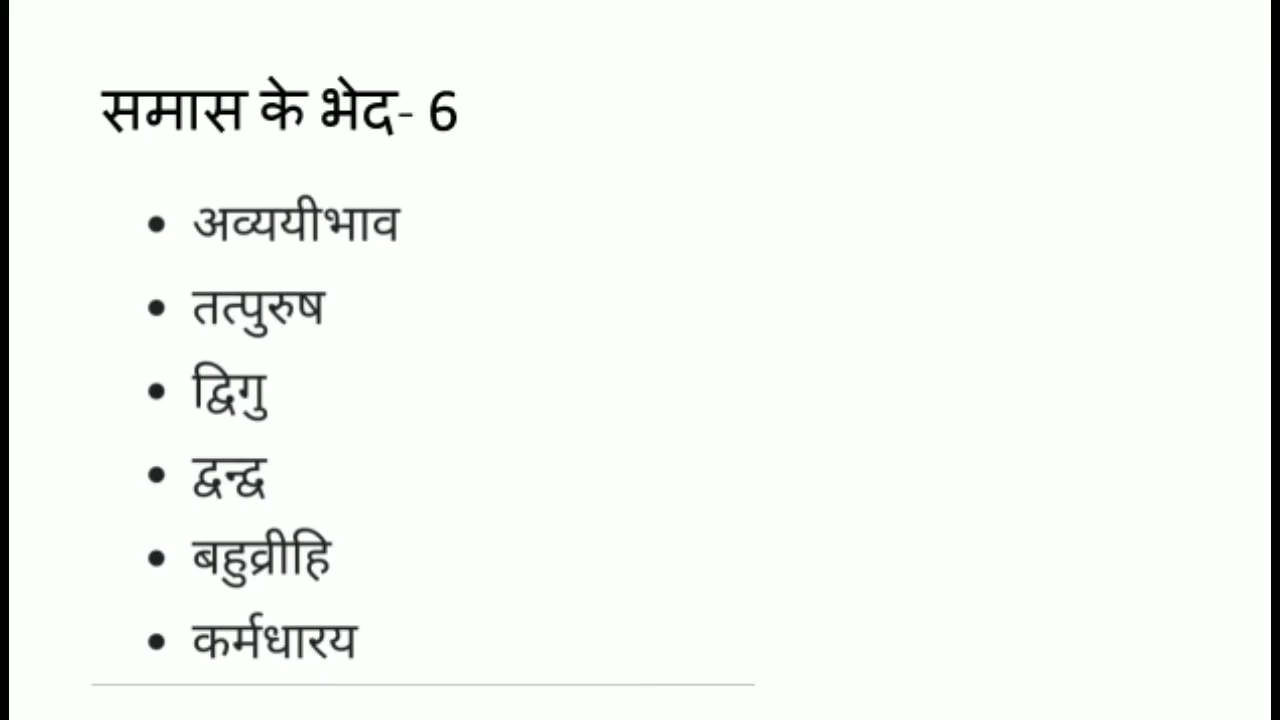 समास के भेद- 6
• अव्ययीभाव
• तत्पुरुष
• द्विगु
• द्वन्द्व
• बहुव्रीहि
• कर्मधारय